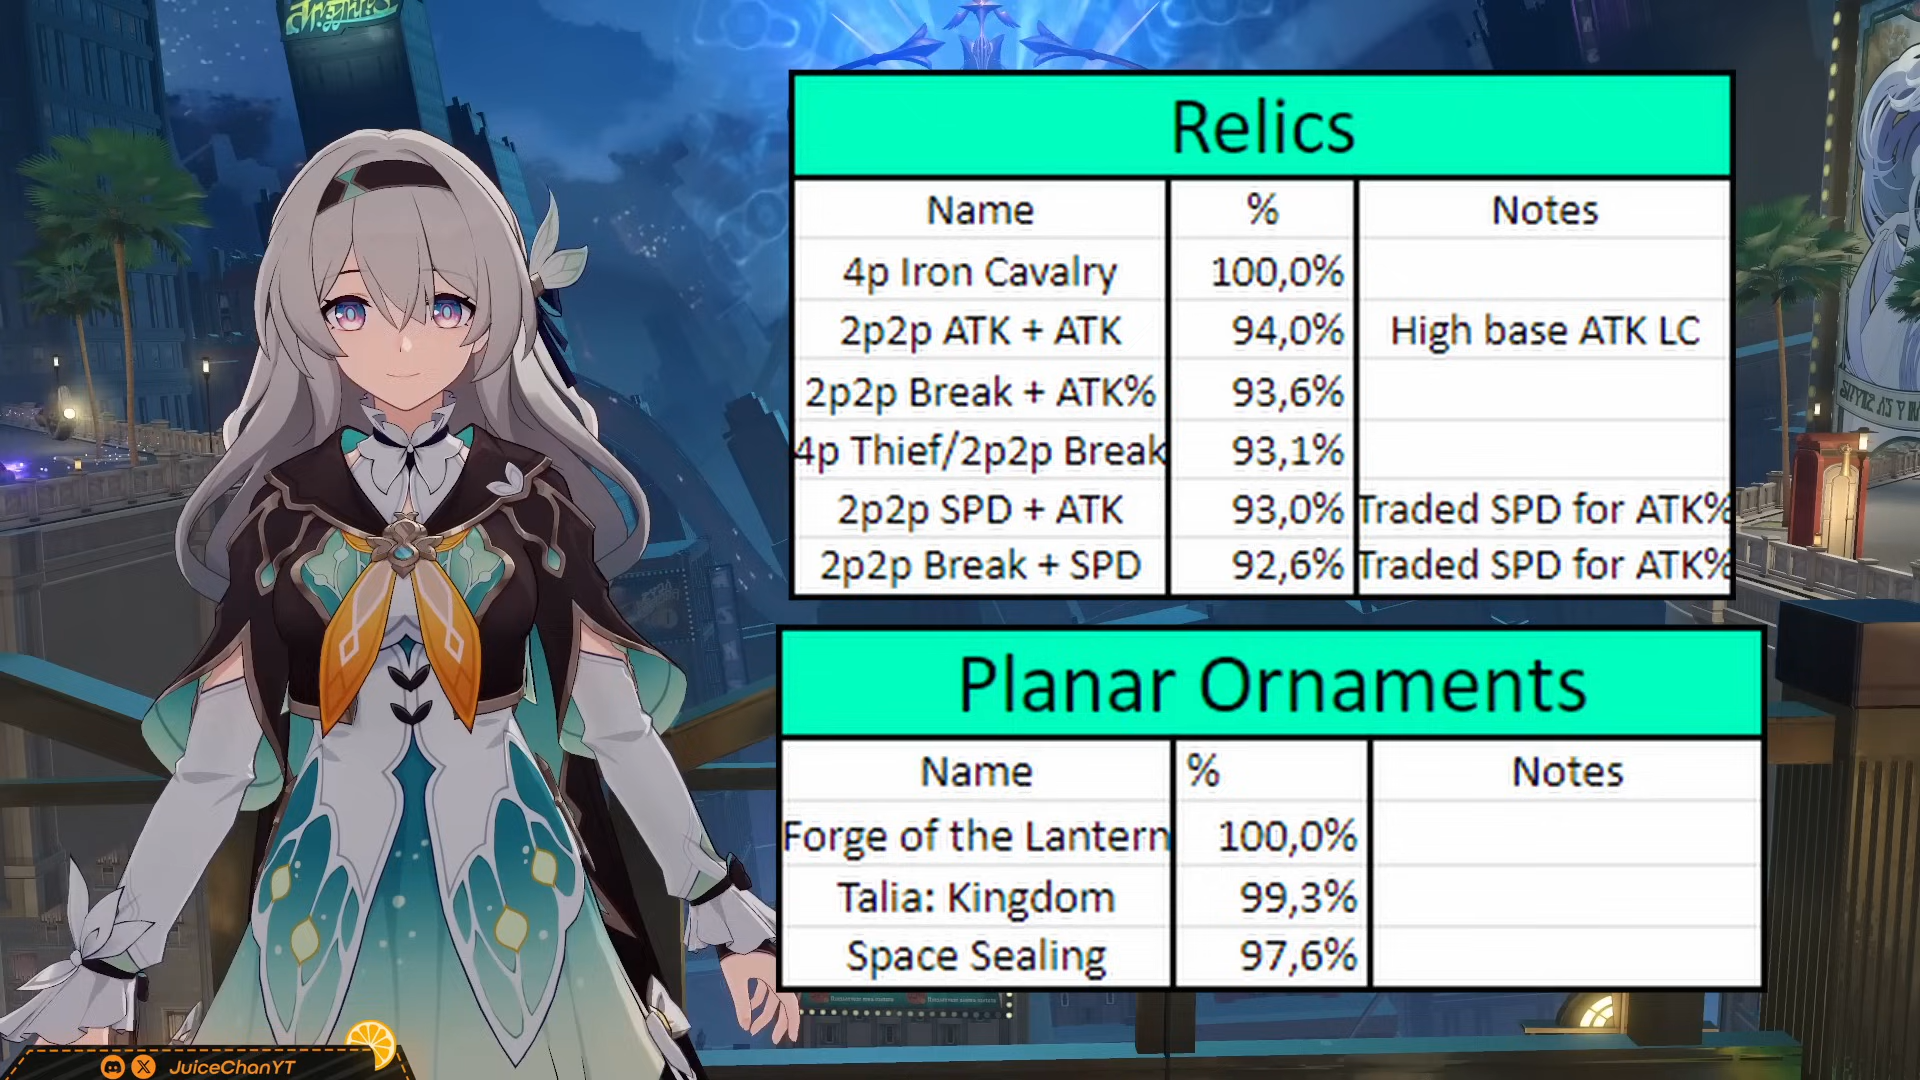 Relics
Name % Notes
4p Iron Cavalry 100,0%
2p2p ATK + ATK 94,0% High base ATK LC
2p2p Break + ATK% 93,6%
4p Thief/2p2p Break 93,1%
2p2p SPD + ATK 93,0% Traded SPD for ATK%
2p2p Break + SPD 92,6% Traded SPD for ATK%
Planar Ornaments
Name % Notes
Forge of the Lantern 100,0%
Talia: Kingdom 99,3%
Space Sealing 97,6%
JuiceChanYT